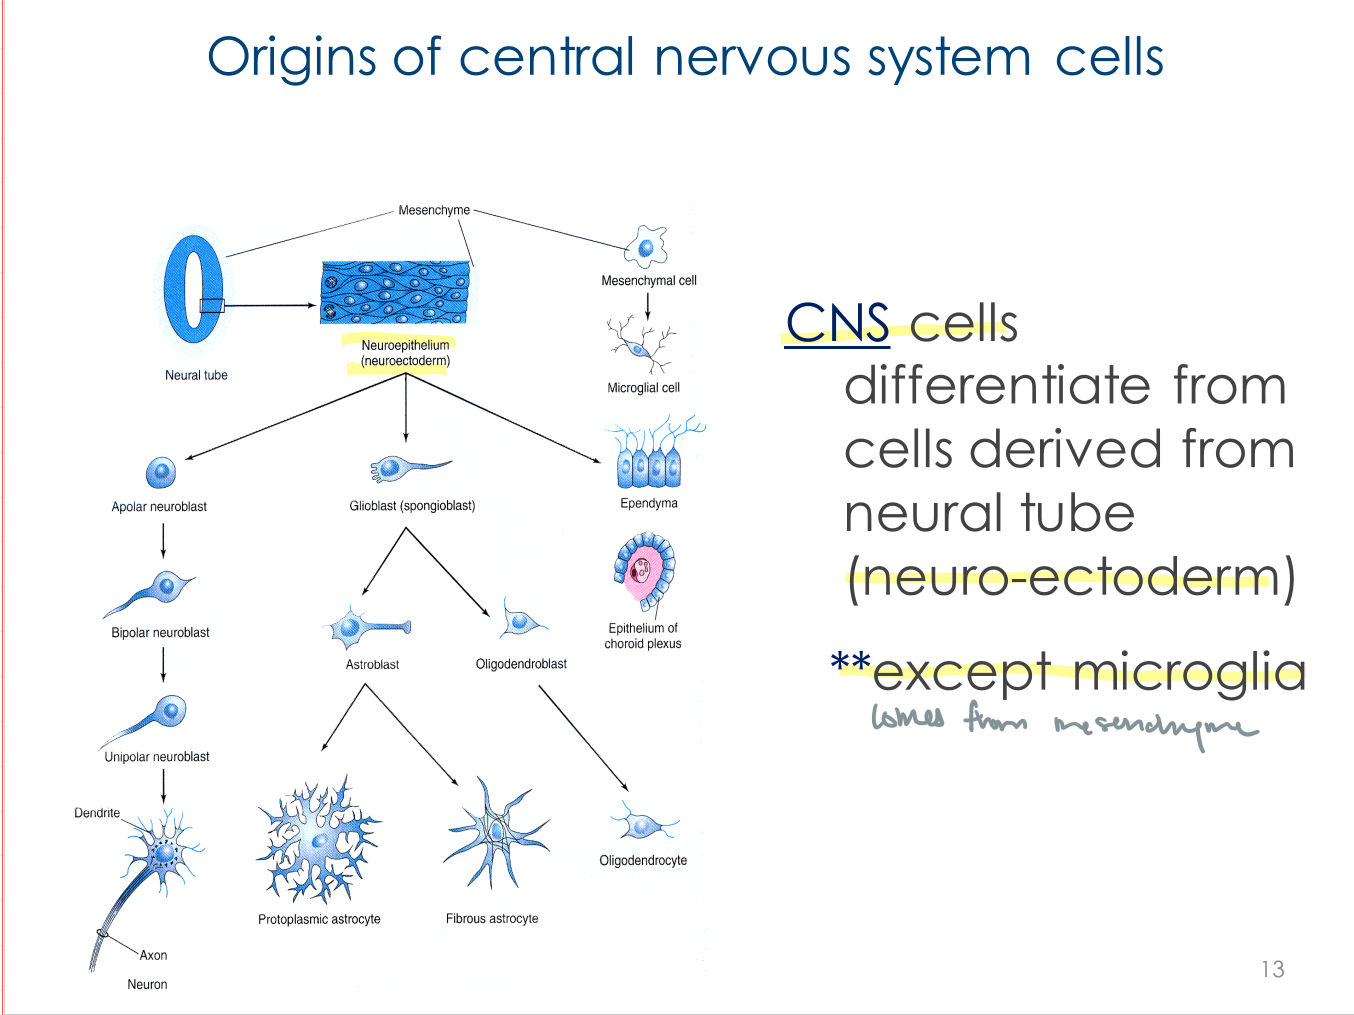 Origins of central nervous system cells
Mesenchyme
Mesenchymal cell
Neuroepithelium
(neuroectoderm)
Neural tube
Microglial cell
Apolar neuroblast
Glioblast (spongioblast)
Ependyma
Bipolar neuroblast
Epithelium of
choroid plexus
Astroblast
Oligodendroblast
Unipolar neuroblast
Dendrite
Oligodendrocyte
Protoplasmic astrocyte
Fibrous astrocyte
Axon
Neuron
CNS cells
differentiate from
cells derived from
neural tube
(neuro-ectoderm)
**except microglia
comes from mesenchyme
13